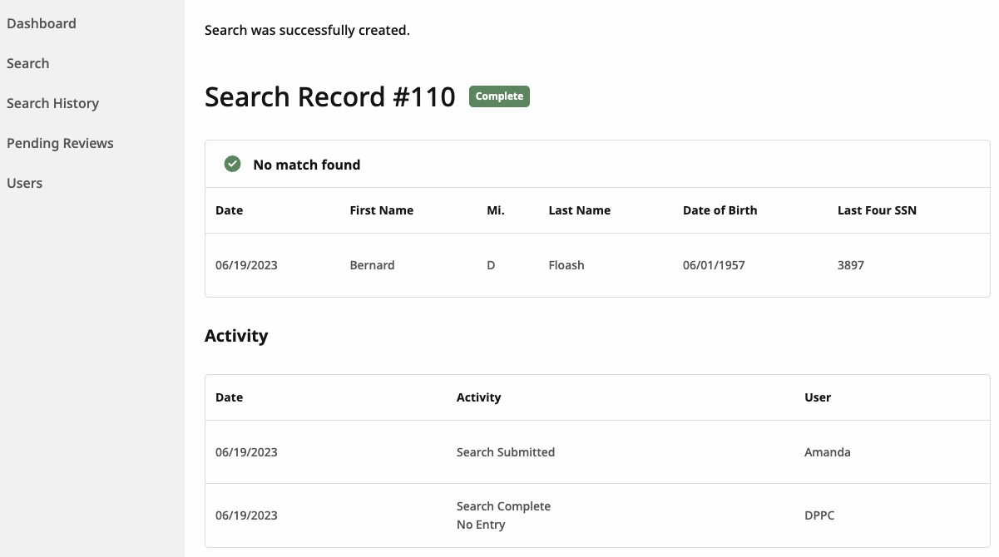 Dashboard
Search
Search History
Pending Reviews
Users
Search was successfully created.
Search Record #110 Complete
No match found
Date First Name Mi. Last Name Date of Birth Last Four SSN
06/19/2023 Bernard D Floash 06/01/1957 3897
Activity
Date Activity User
06/19/2023 Search Submitted Amanda
06/19/2023 Search Complete
No Entry DPPC